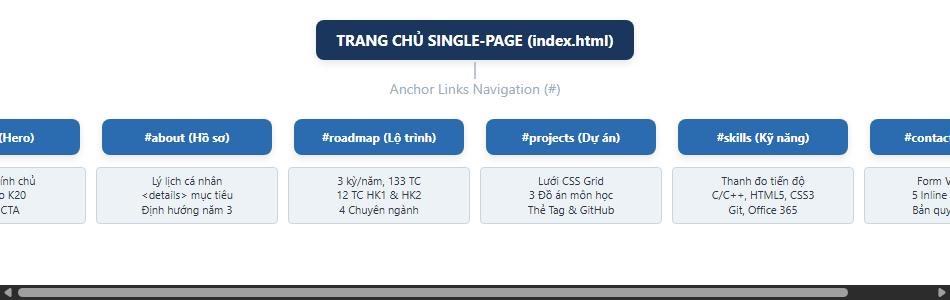 TRANG CHỦ SINGLE-PAGE (index.html)
Anchor Links Navigation (#)
(Hero)
#about (Hồ sơ)
#roadmap (Lộ trình)
#projects (Dự án)
#skills (Kỹ năng)
#contact
ính chủ
o K20
CTA
Lý lịch cá nhân
<details> mục tiêu
Định hướng năm 3
3 kỳ/năm, 133 TC
12 TC HK1 & HK2
4 Chuyên ngành
Lưới CSS Grid
3 Đồ án môn học
Thẻ Tag & GitHub
Thanh đo tiến độ
C/C++, HTML5, CSS3
Git, Office 365
Form V
5 Inline
Bản quy